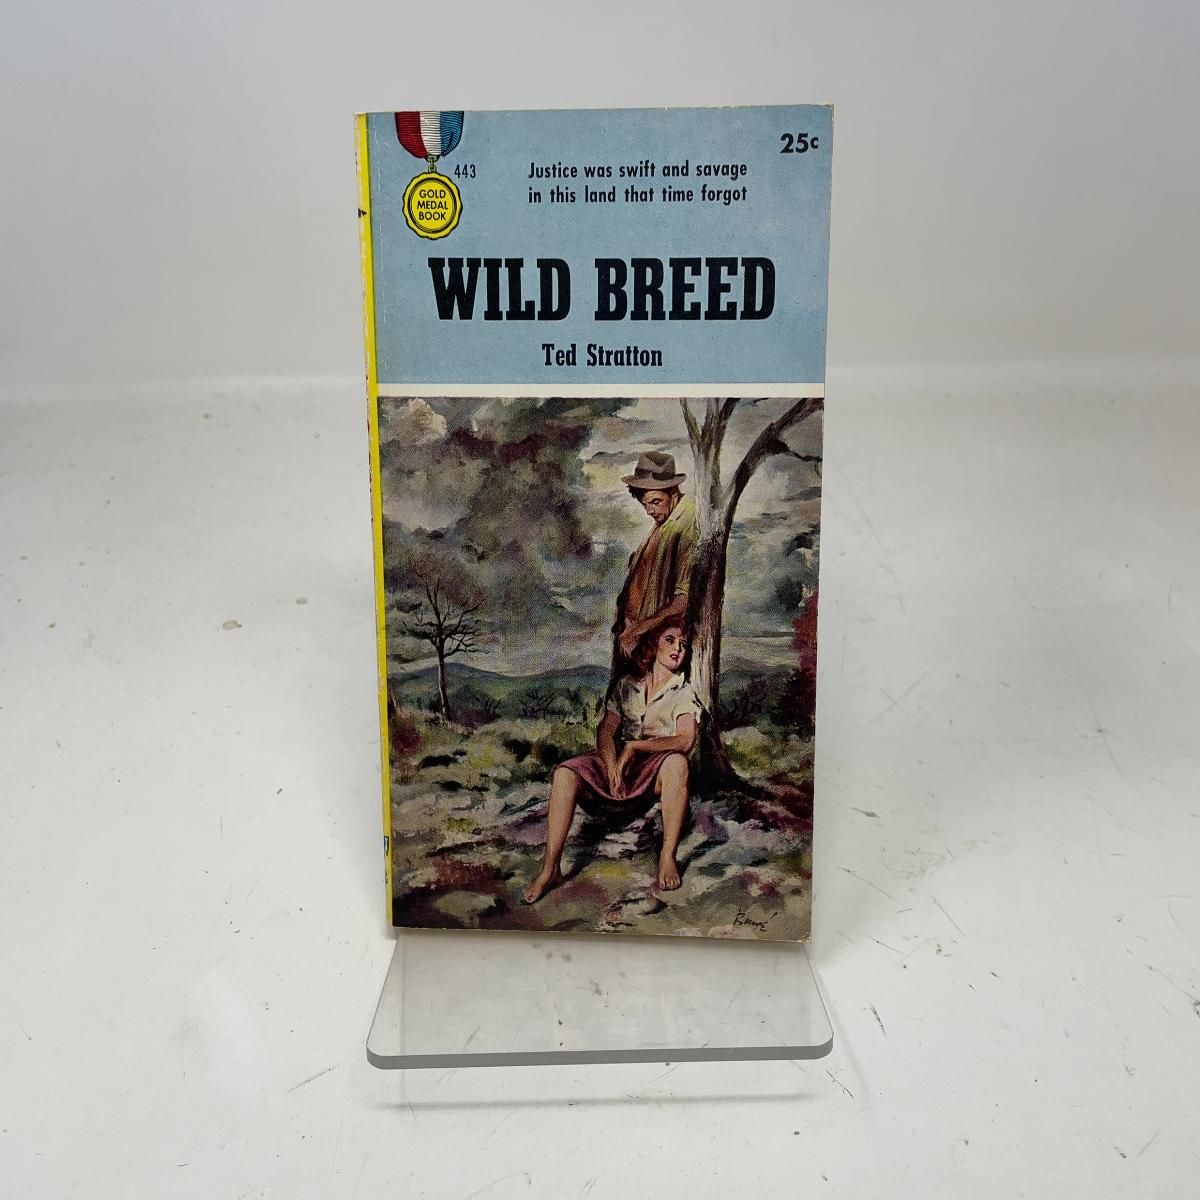 443
GOLD
MEDAL
BOOK
25c
Justice was swift and savage
in this land that time forgot
WILD BREED
Ted Stratton